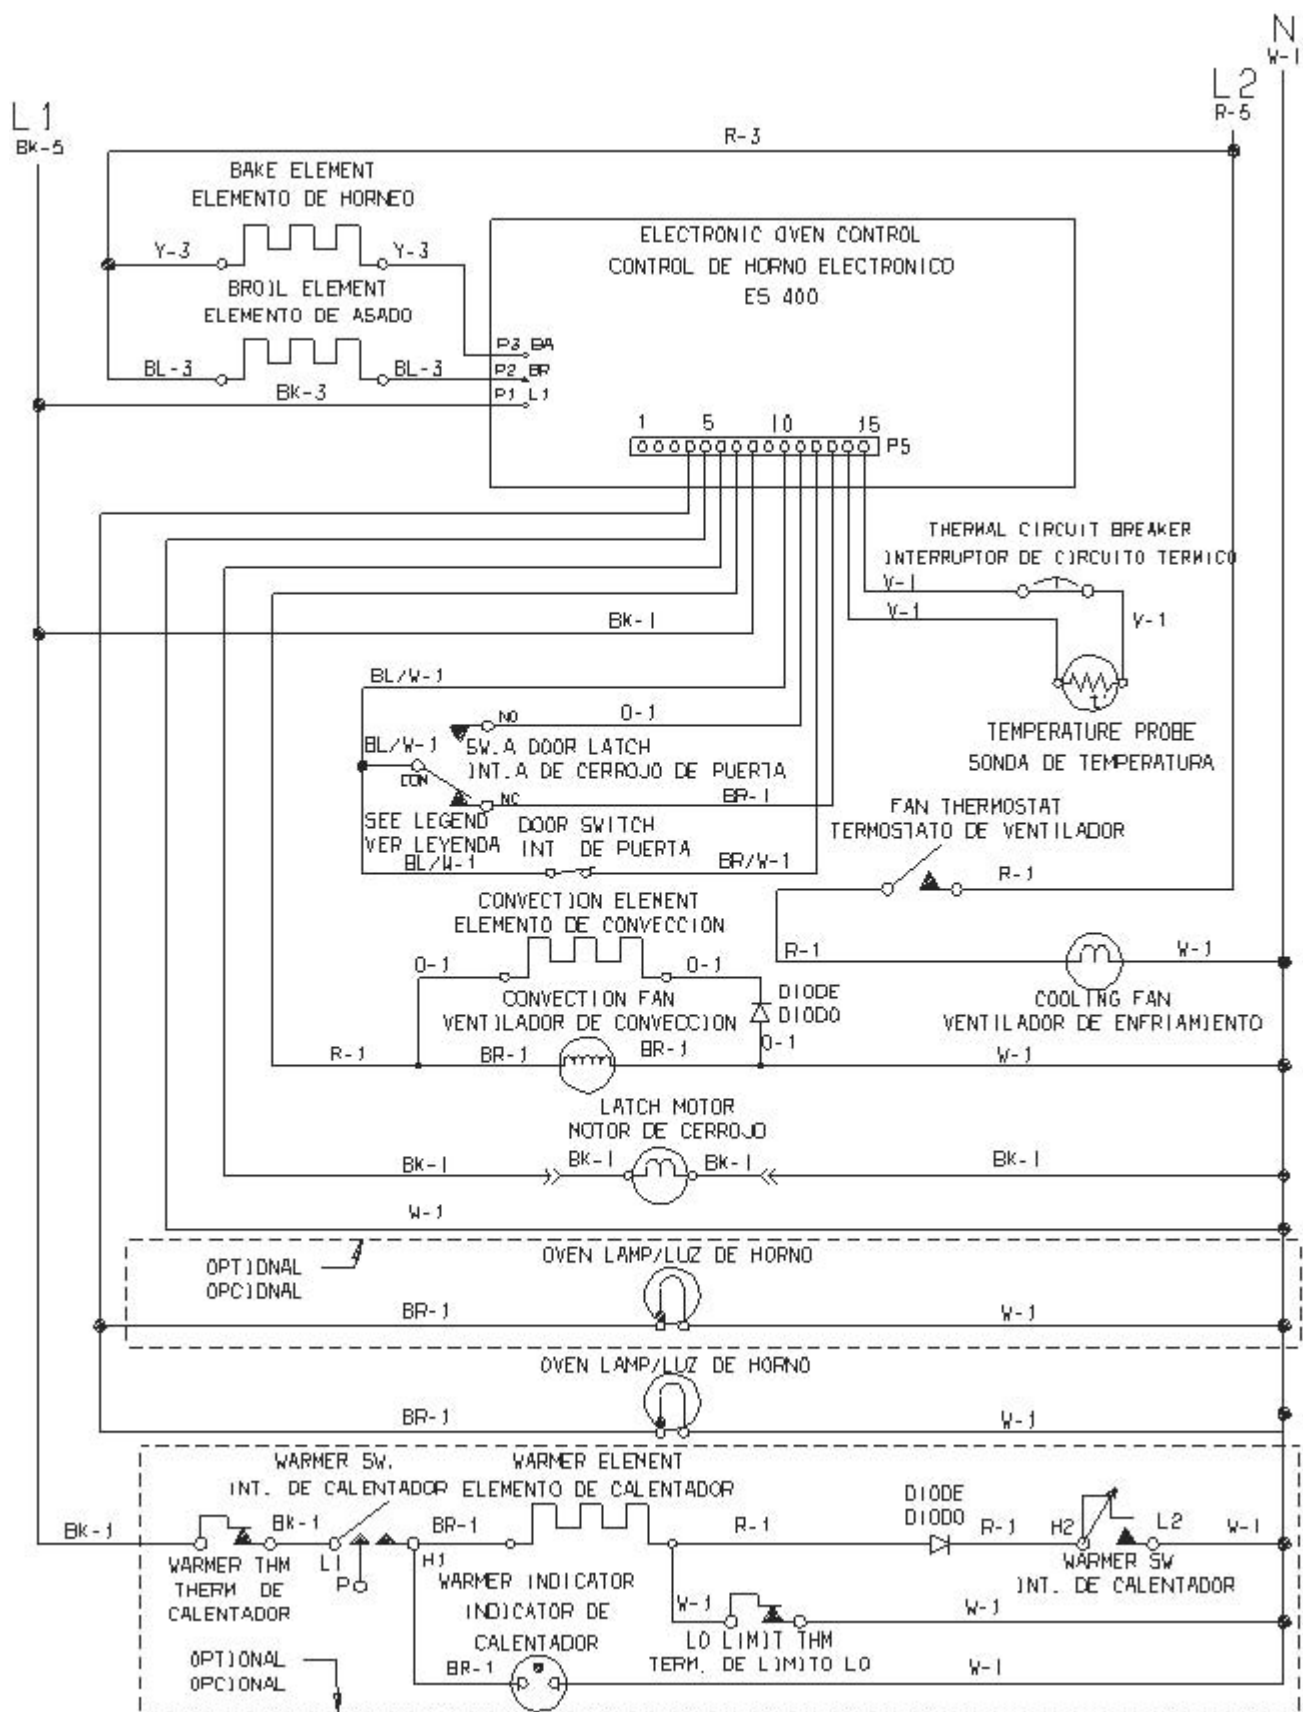 N
W-1
L2
R-5
L1
BK-5
R-3
BAKE ELEMENT
ELEMENTO DE HORNEO
Y-3
Y-3
BROIL ELEMENT
ELEMENTO DE ASADO
BL-3
BL-3
BK-3
ELECTRONIC OVEN CONTROL
CONTROL DE HORNO ELECTRONICO
ES 400
P3 BA
P2 BR
P1 L1
1 5 10 15
P5
THERMAL CIRCUIT BREAKER
INTERRUPTOR DE CIRCUITO TERMICO
V-1
V-1
V-1
T
t°
TEMPERATURE PROBE
SONDA DE TEMPERATURA
BK-1
BL/W-1
NO
O-1
BL/W-1
SW.A DOOR LATCH
INT.A DE CERROJO DE PUERTA
COM
NC
BR-1
SEE LEGEND
VER LEYENDA
DOOR SWITCH
INT DE PUERTA
BL/W-1
BR/W-1
FAN THERMOSTAT
TERMOSTATO DE VENTILADOR
R-1
CONVECTION ELEMENT
ELEMENTO DE CONVECCION
O-1
O-1
DIODE
DIODO
O-1
R-1
W-1
COOLING FAN
VENTILADOR DE ENFRIAMIENTO
CONVECTION FAN
VENTILADOR DE CONVECCION
R-1
BR-1
BR-1
W-1
LATCH MOTOR
MOTOR DE CERROJO
BK-1
BK-1
BK-1
BK-1
W-1
OPTIONAL
OPCIONAL
OVEN LAMP/LUZ DE HORNO
BR-1
W-1
OVEN LAMP/LUZ DE HORNO
BR-1
W-1
WARMER SW.
INT. DE CALENTADOR
WARMER ELEMENT
ELEMENTO DE CALENTADOR
DIODE
DIODO
BK-1
BK-1
BR-1
R-1
R-1
H2
L2
W-1
L1
P
H1
WARMER THM
THERM DE
CALENTADOR
WARMER INDICATOR
INDICATOR DE
CALENTADOR
WARMER SW
INT. DE CALENTADOR
W-1
W-1
LO LIMIT THM
TERM. DE LIMITO LO
OPTIONAL
OPCIONAL
BR-1
W-1